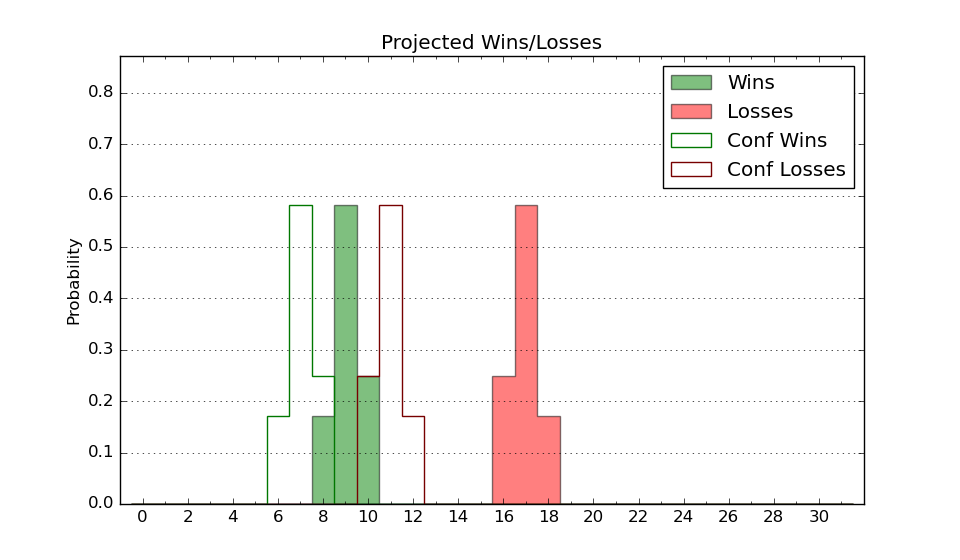 Projected Wins/Losses
Wins
Losses
Conf Wins
Conf Losses
Probability
0.8
0.7
0.6
0.5
0.4
0.3
0.2
0.1
0.0
0 2 4 6 8 10 12 14 16 18 20 22 24 26 28 30